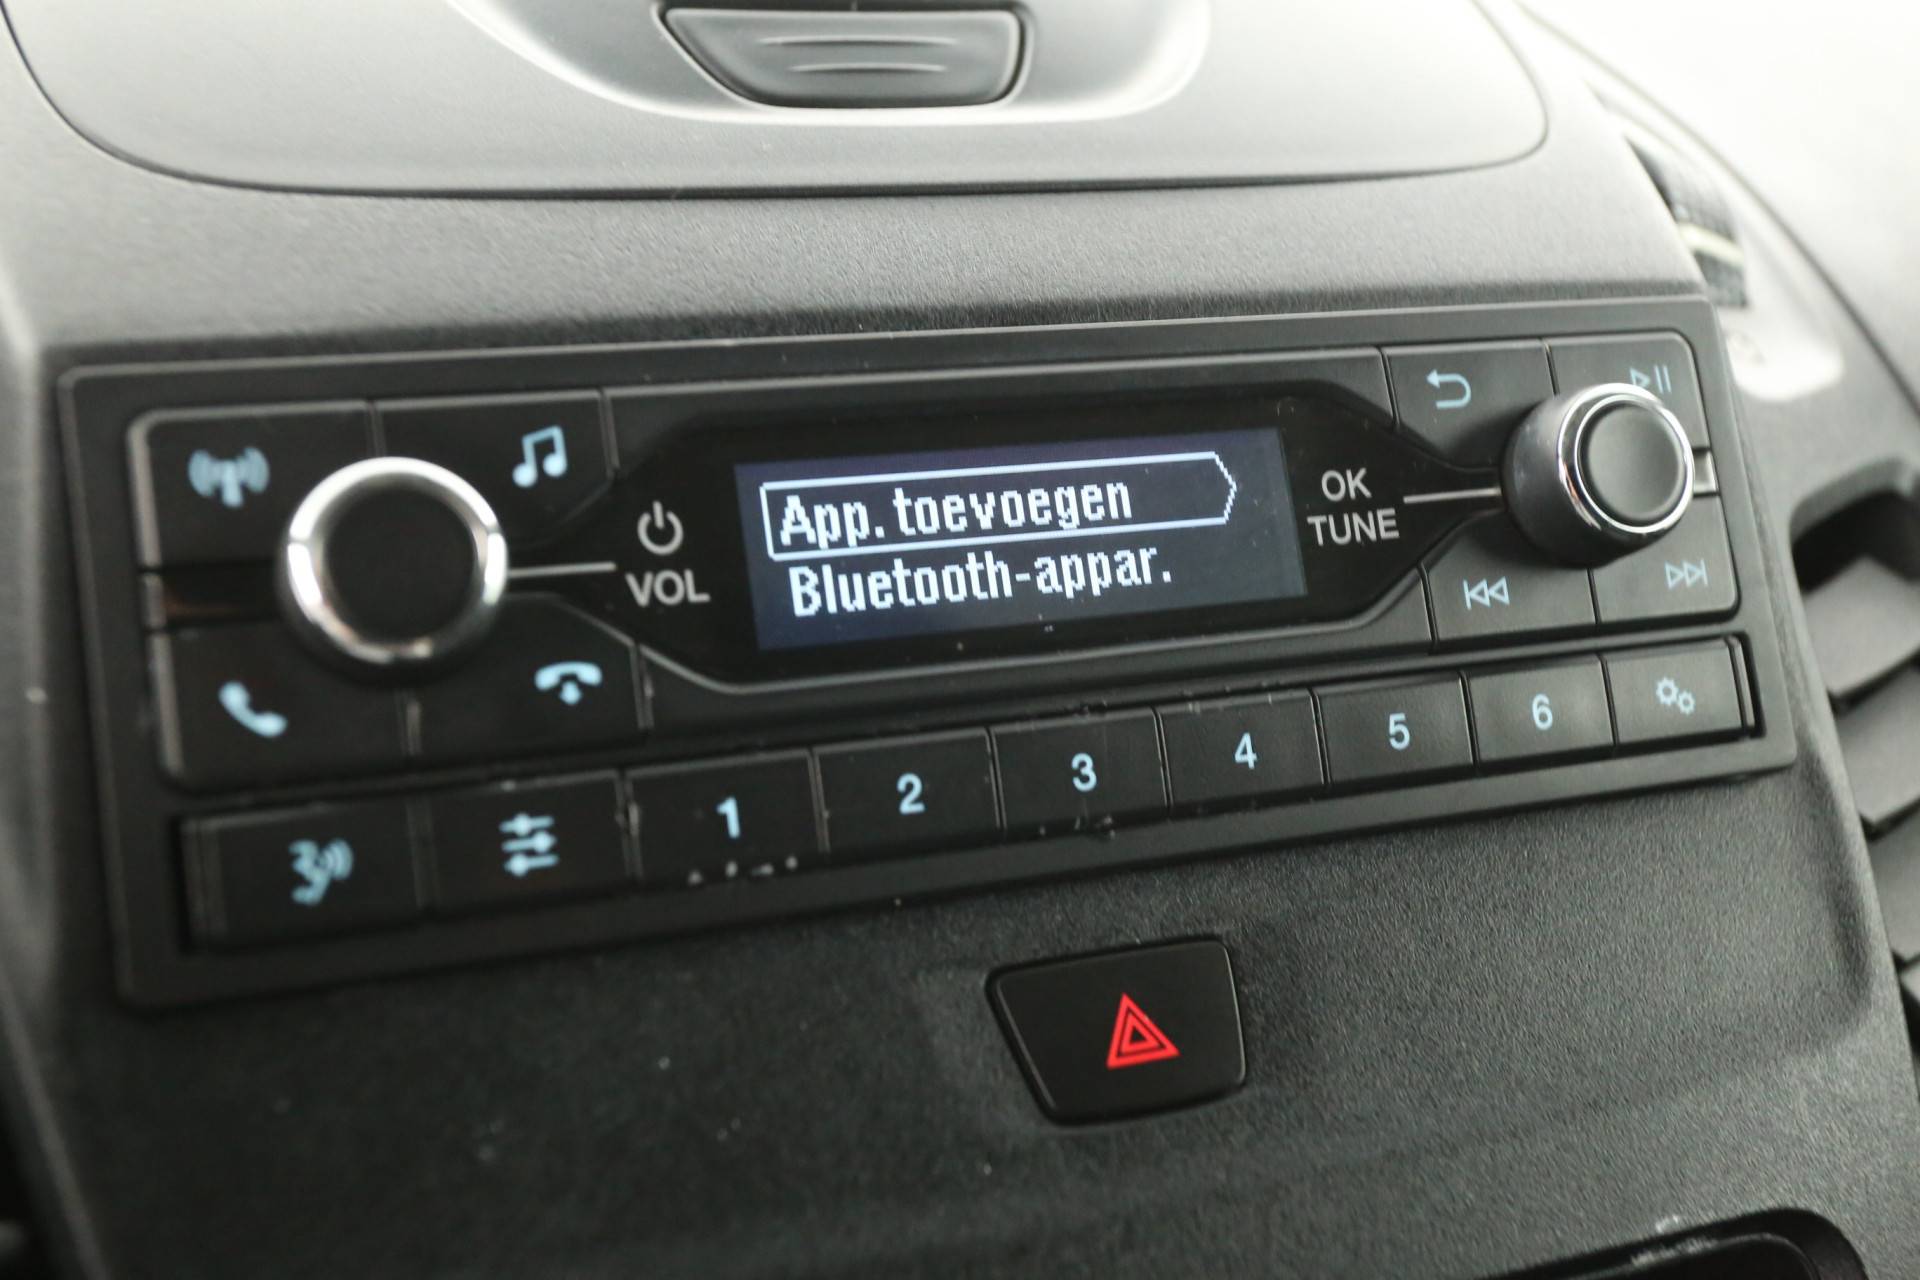 App. toevoegen
Bluetooth-appar.
VOL
OK
TUNE
1 2 3 4 5 6